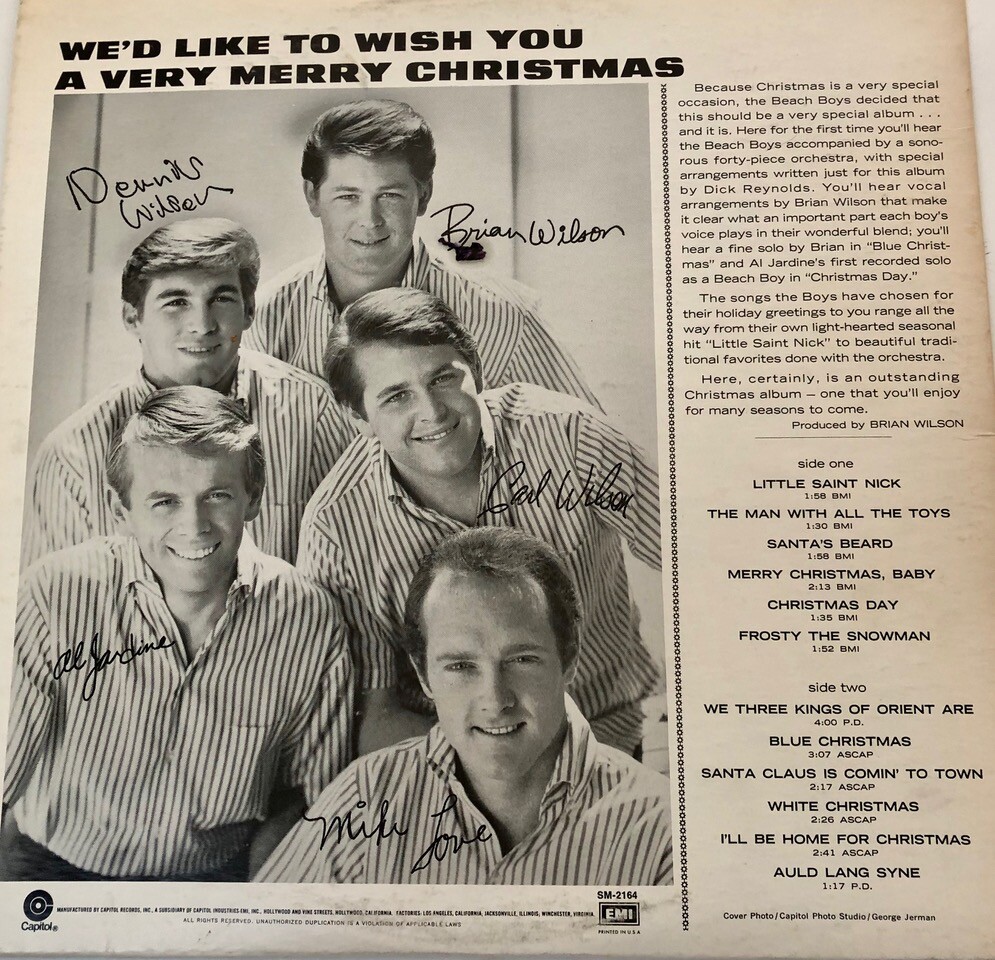 WE'D LIKE TO WISH YOU
A VERY MERRY CHRISTMAS
Dennis
Wilson
Brian Wilson
Carl Wilson
Al Jardine
Mike Love
Because Christmas is a very special
occasion, the Beach Boys decided that
this should be a very special album . . .
and it is. Here for the first time you'll hear
the Beach Boys accompanied by a sono-
rous forty-piece orchestra, with special
arrangements written just for this album
by Dick Reynolds. You'll hear vocal
arrangements by Brian Wilson that make
it clear what an important part each boy's
voice plays in their wonderful blend; you'll
hear a fine solo by Brian in "Blue Christ-
mas" and Al Jardine's first recorded solo
as a Beach Boy in "Christmas Day."
The songs the Boys have chosen for
their holiday greetings to you range all the
way from their own light-hearted seasonal
hit "Little Saint Nick" to beautiful tradi-
tional favorites done with the orchestra.
Here, certainly, is an outstanding
Christmas album — one that you'll enjoy
for many seasons to come.
Produced by BRIAN WILSON
side one
LITTLE SAINT NICK
1:58 BMI
THE MAN WITH ALL THE TOYS
1:30 BMI
SANTA'S BEARD
1:58 BMI
MERRY CHRISTMAS, BABY
2:13 BMI
CHRISTMAS DAY
1:35 BMI
FROSTY THE SNOWMAN
1:52 BMI
side two
WE THREE KINGS OF ORIENT ARE
4:00 P.D.
BLUE CHRISTMAS
3:07 ASCAP
SANTA CLAUS IS COMIN' TO TOWN
2:17 ASCAP
WHITE CHRISTMAS
2:26 ASCAP
I'LL BE HOME FOR CHRISTMAS
2:41 ASCAP
AULD LANG SYNE
1:17 P.D.
Cover Photo/Capitol Photo Studio/George Jerman
Capitol®
MANUFACTURED BY CAPITOL RECORDS, INC., A SUBSIDIARY OF CAPITOL INDUSTRIES-EMI, INC., HOLLYWOOD AND VINE STREETS, HOLLYWOOD, CALIFORNIA. FACTORIES: LOS ANGELES, CALIFORNIA, JACKSONVILLE, ILLINOIS; WINCHESTER, VIRGINIA.
ALL RIGHTS RESERVED. UNAUTHORIZED DUPLICATION IS A VIOLATION OF APPLICABLE LAWS
SM-2164
EMI
PRINTED IN U.S.A